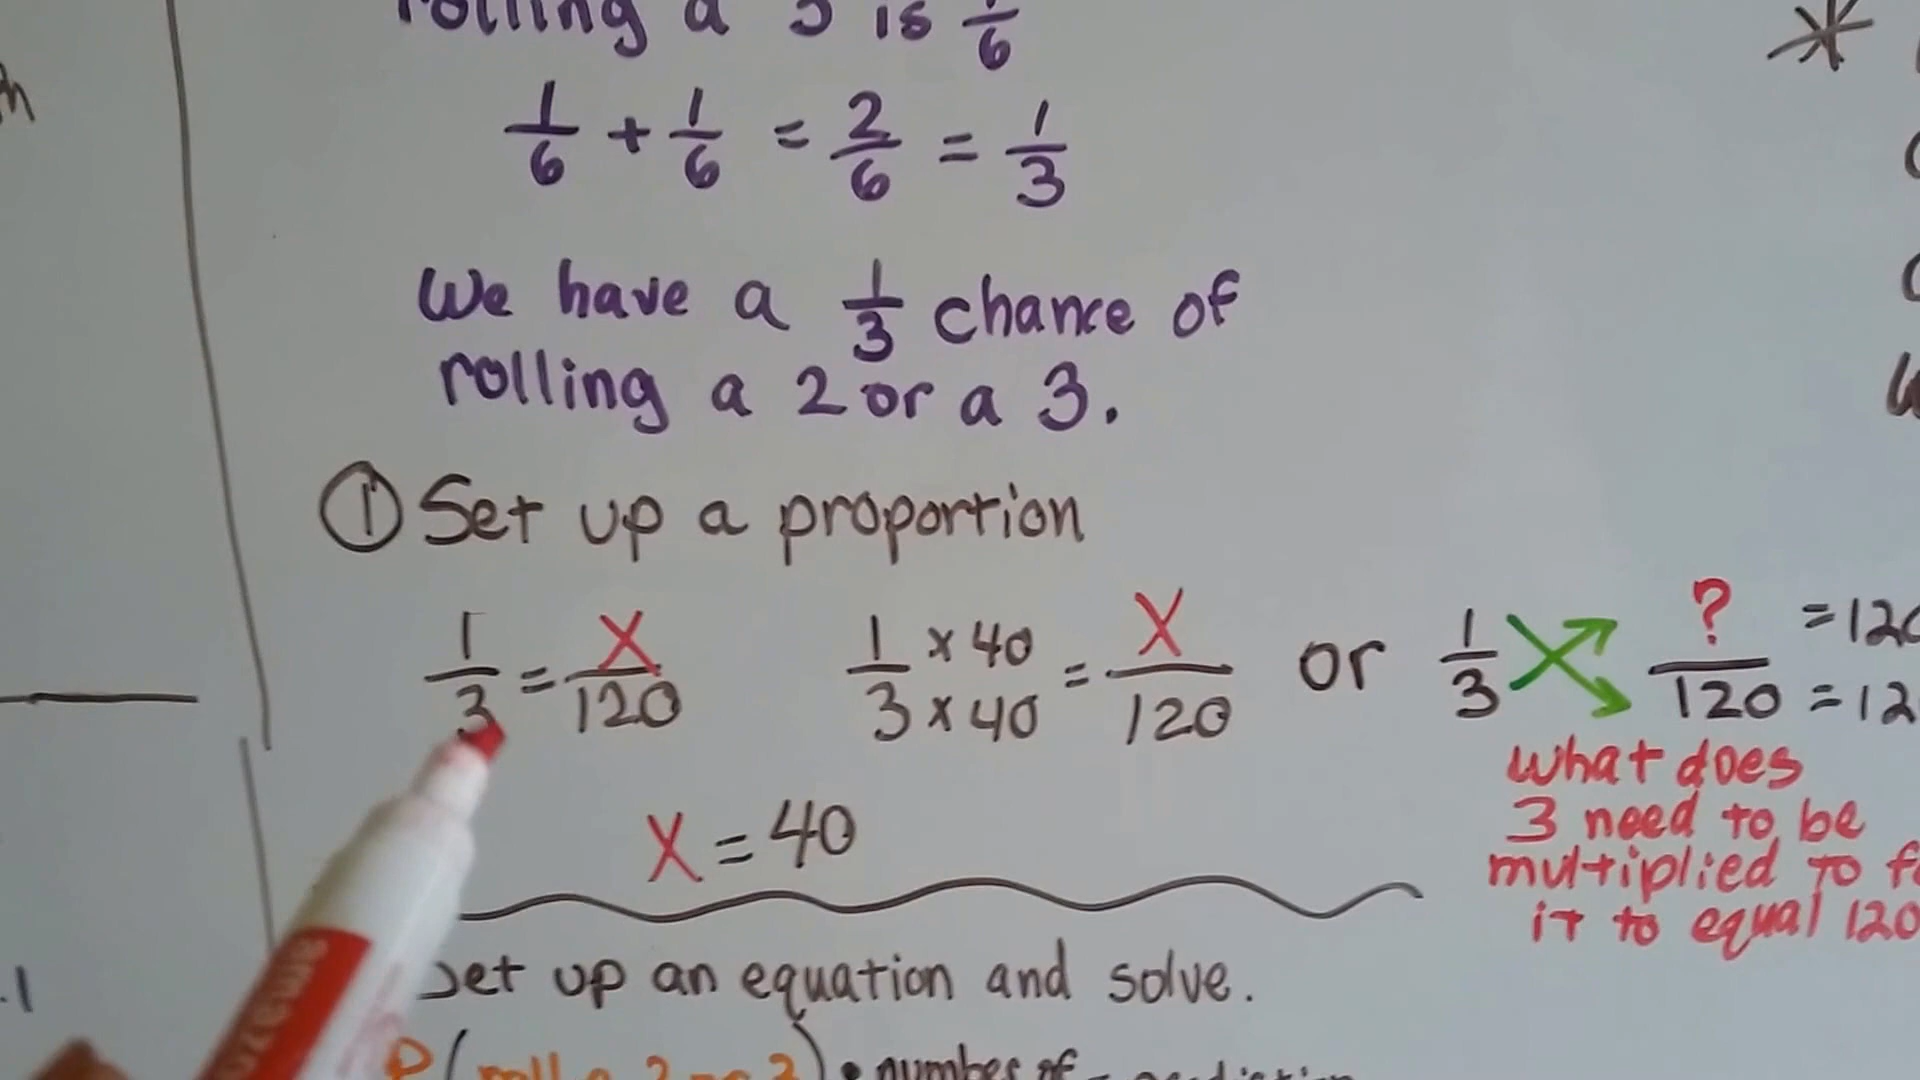 rolling a 3 is 1/6
1/6 + 1/6 = 2/6 = 1/3
We have a 1/3 chance of
rolling a 2 or a 3.
① Set up a proportion
1/3 = X/120 1 x 40/3 x 40 = X/120 or 1/3 ?/120 = 120 = 12
X = 40
what does
3 need to be
multiplied to f
it to equal 120
Set up an equation and solve.
.1
P( roll a 2 or 3) • number of =